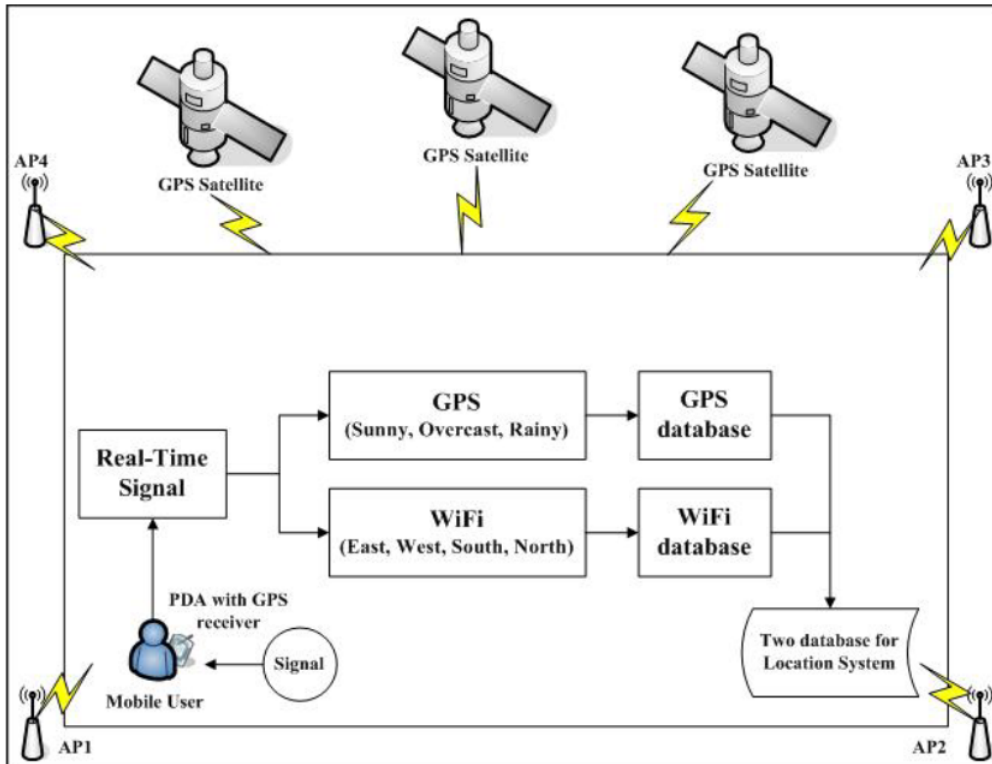 GPS Satellite
GPS Satellite
GPS Satellite
AP4
AP3
GPS
(Sunny, Overcast, Rainy)
GPS
database
Real-Time
Signal
WiFi
(East, West, South, North)
WiFi
database
PDA with GPS
receiver
Signal
Mobile User
Two database for
Location System
AP1
AP2